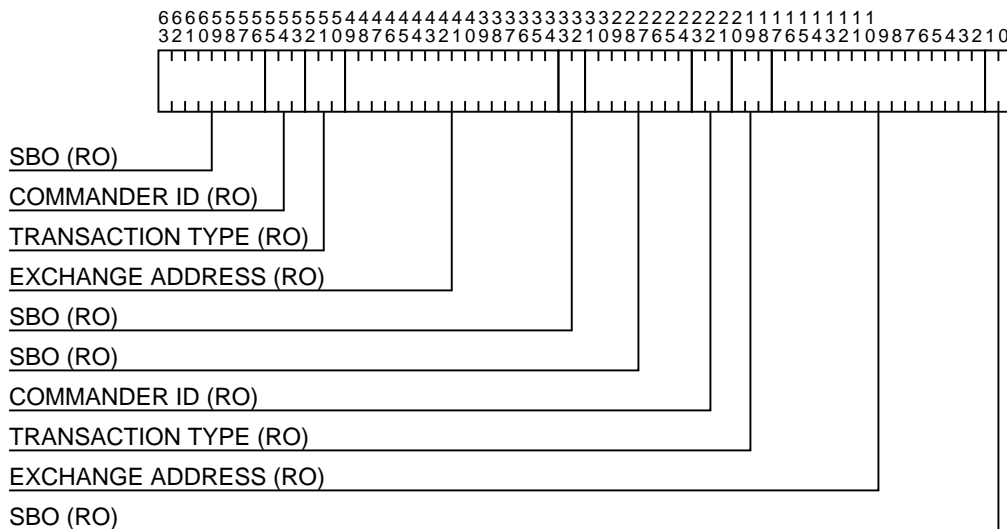 666655555555554444444444333333333322222222221111111111
3210987654321098765432109876543210987654321098765432109876543210
SBO (RO)
COMMANDER ID (RO)
TRANSACTION TYPE (RO)
EXCHANGE ADDRESS (RO)
SBO (RO)
SBO (RO)
COMMANDER ID (RO)
TRANSACTION TYPE (RO)
EXCHANGE ADDRESS (RO)
SBO (RO)